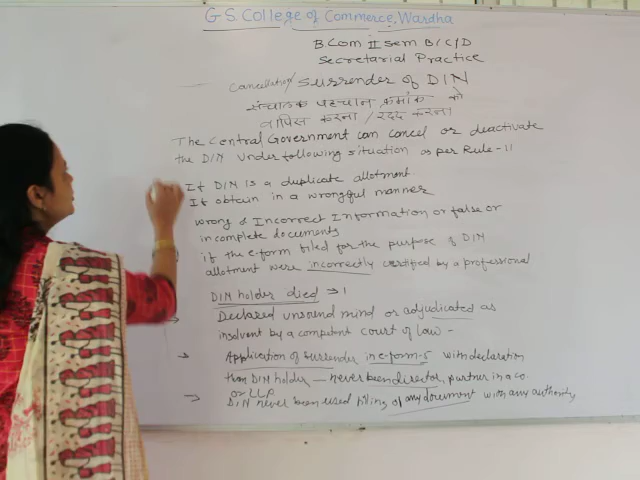 G S College of Commerce, Wardha
B Com II sem B/C/D
Secretarial Practice
Cancellation/ Surrender of DIN
संचालक पहचान क्रमांक को
वापिस करना / रद्द करना
The Central Government can cancel or deactivate
the DIN under following situation as per Rule-11
If DIN is a duplicate allotment
If obtain in a wrongful manner
wrong & Incorrect Information or false or
incomplete documents
if the e-form filed for the purpose of DIN
allotment were incorrectly certified by a professional
DIN holder died → 1
Declared unsound mind or adjudicated as
insolvent by a competent court of law -
→ Application of surrender in e-form-5 with declaration
than DIN holder — never been director, partner in a co.
or LLP
→ DIN never been used filing of any document with any authority